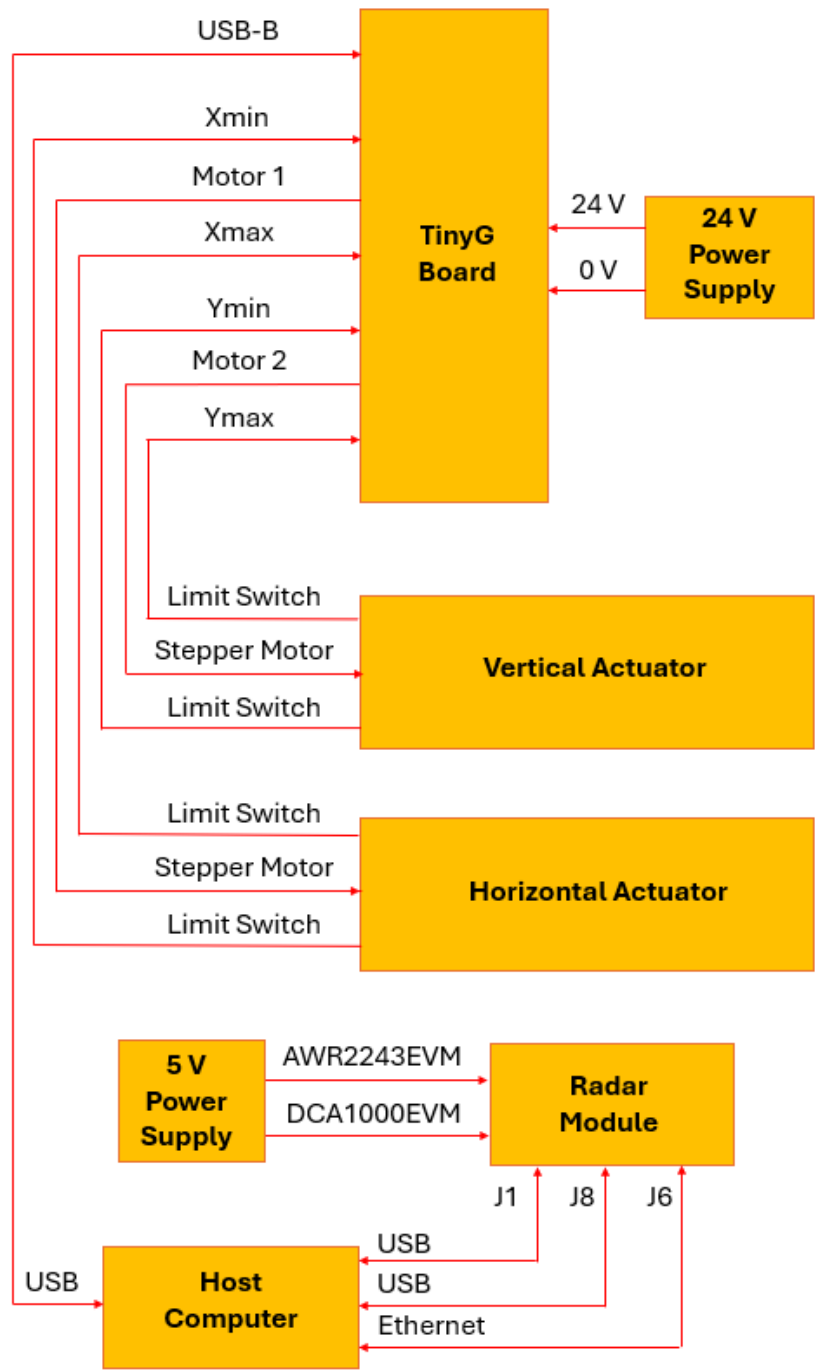 USB-B
Xmin
Motor 1
Xmax
Ymin
Motor 2
Ymax
TinyG
Board
24 V
0 V
24 V
Power
Supply
Limit Switch
Stepper Motor
Limit Switch
Vertical Actuator
Limit Switch
Stepper Motor
Limit Switch
Horizontal Actuator
5 V
Power
Supply
AWR2243EVM
DCA1000EVM
Radar
Module
J1
J8
J6
USB
Host
Computer
USB
USB
Ethernet